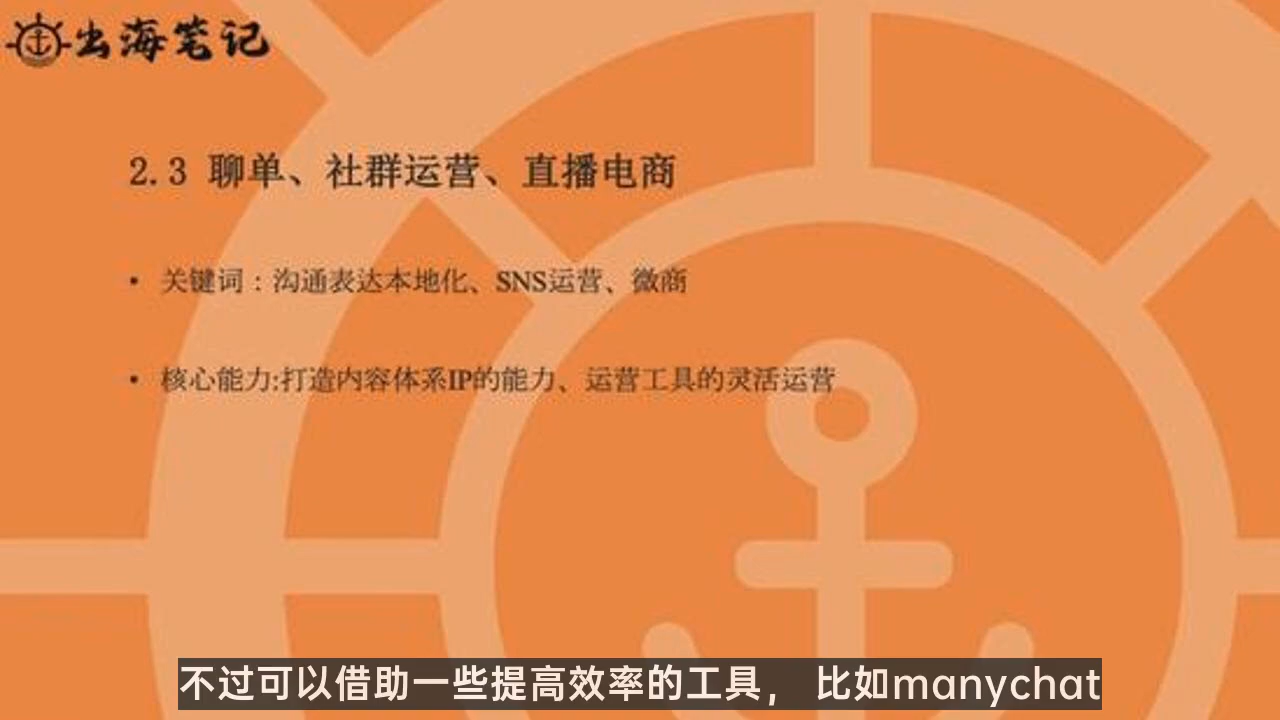 出海笔记
2.3 聊单、社群运营、直播电商
• 关键词：沟通表达本地化、SNS运营、微商
• 核心能力:打造内容体系IP的能力、运营工具的灵活运营
不过可以借助一些提高效率的工具， 比如manychat